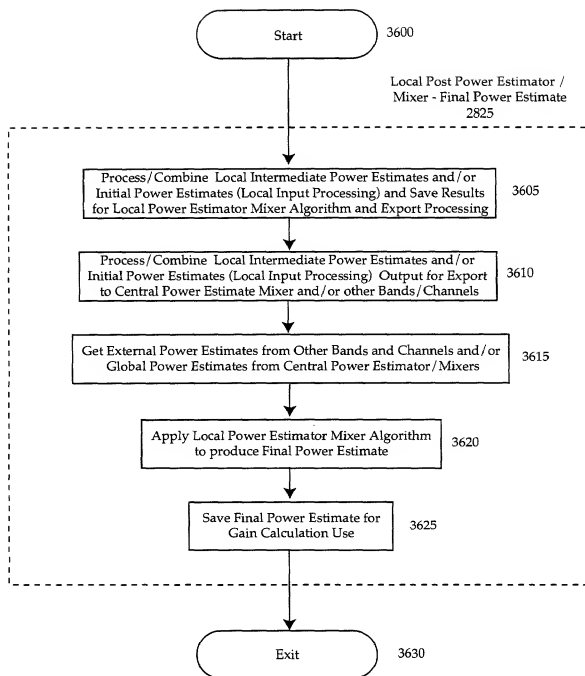 Start
3600
Local Post Power Estimator /
Mixer - Final Power Estimate
2825
Process/Combine Local Intermediate Power Estimates and/or
Initial Power Estimates (Local Input Processing) and Save Results
for Local Power Estimator Mixer Algorithm and Export Processing
3605
Process/Combine Local Intermediate Power Estimates and/or
Initial Power Estimates (Local Input Processing) Output for Export
to Central Power Estimate Mixer and/or other Bands/Channels
3610
Get External Power Estimates from Other Bands and Channels and/or
Global Power Estimates from Central Power Estimator/Mixers
3615
Apply Local Power Estimator Mixer Algorithm
to produce Final Power Estimate
3620
Save Final Power Estimate for
Gain Calculation Use
3625
Exit
3630